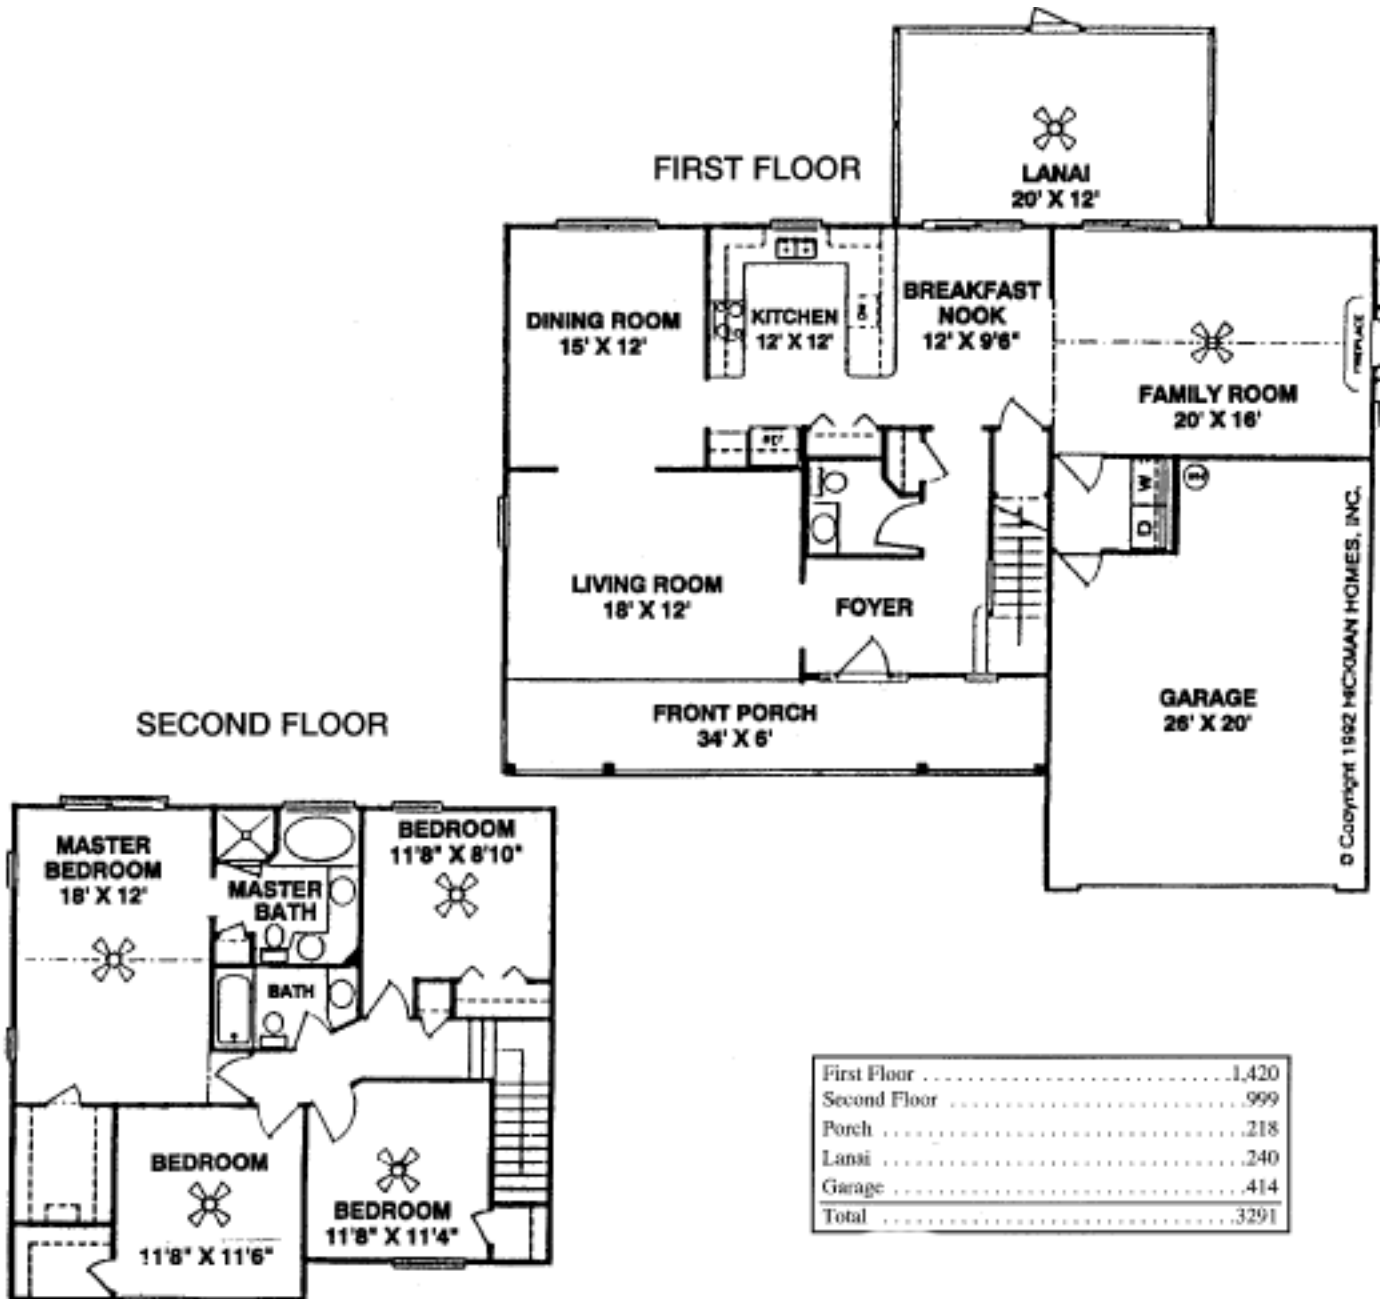 FIRST FLOOR
LANAI
20' X 12'
DINING ROOM
15' X 12'
KITCHEN
12' X 12'
DW
BREAKFAST
NOOK
12' X 9'6"
FIREPLACE
FAMILY ROOM
20' X 16'
W
D
LIVING ROOM
18' X 12'
FOYER
FRONT PORCH
34' X 6'
GARAGE
26' X 20'
© Copyright 1992 HICKMAN HOMES, INC.
SECOND FLOOR
MASTER
BEDROOM
18' X 12'
MASTER
BATH
BEDROOM
11'8" X 8'10"
BATH
BEDROOM
11'8" X 11'6"
BEDROOM
11'8" X 11'4"
First Floor ............................1,420
Second Floor ..........................999
Porch .................................218
Lanai .................................240
Garage ................................414
Total .................................3291